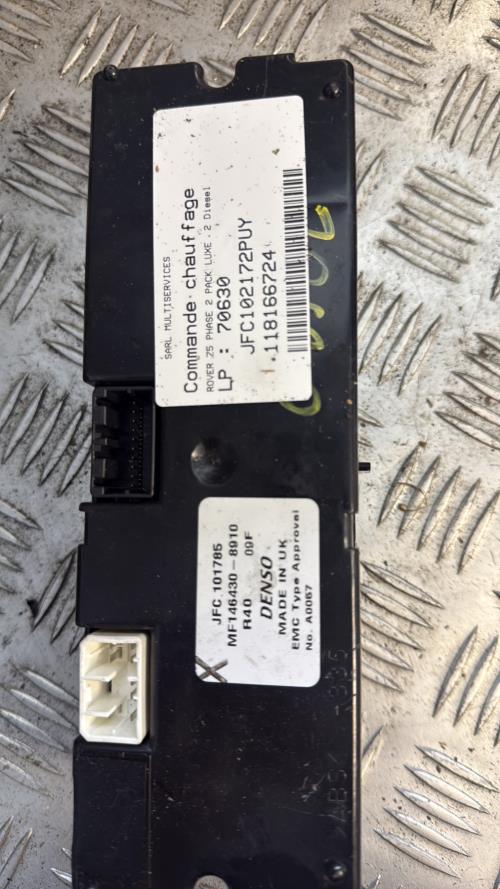 SARL MULTISERVICES
Commande chauffage
ROVER 25 PHASE 2 PACK LUXE - 2 Diesel
LP : 70630
JFC102172PUY
118166724
JFC 101785
MF146430-8910
R40 09F
DENSO
MADE IN UK
EMC Type Approval
No. A0067